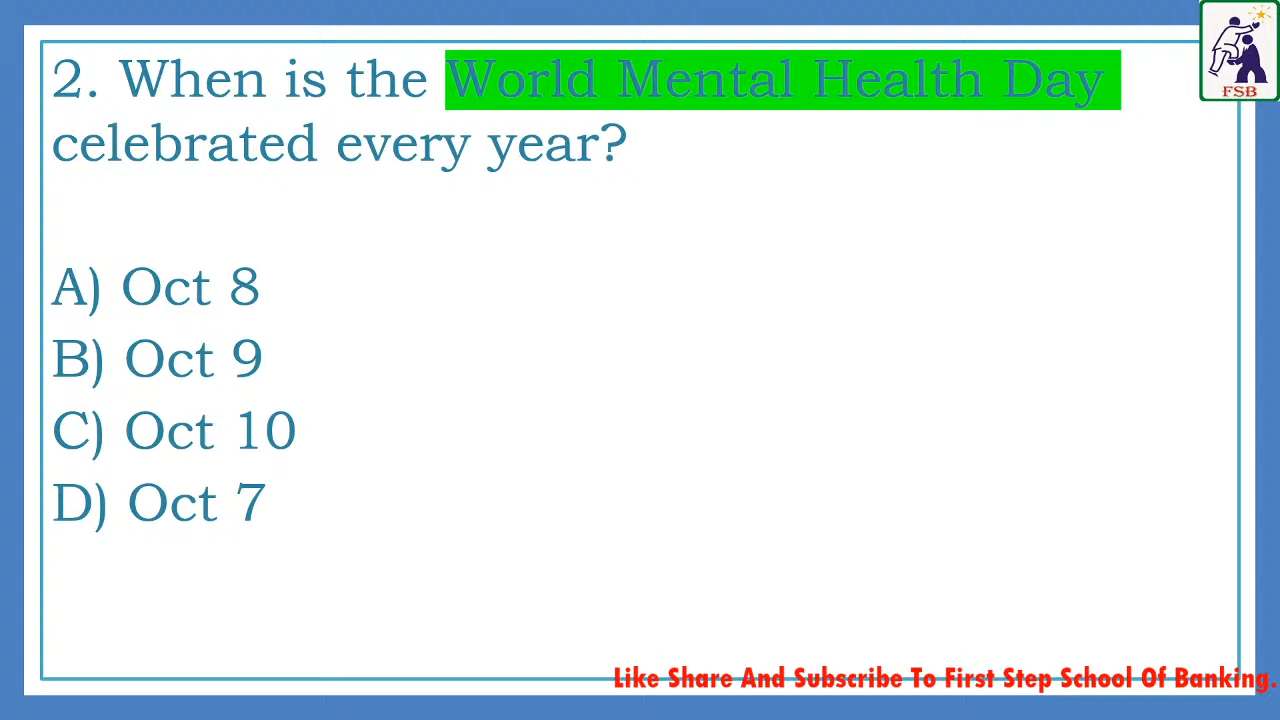 2. When is the World Mental Health Day
celebrated every year?
A) Oct 8
B) Oct 9
C) Oct 10
D) Oct 7
FSB
Like Share And Subscribe To First Step School Of Banking.